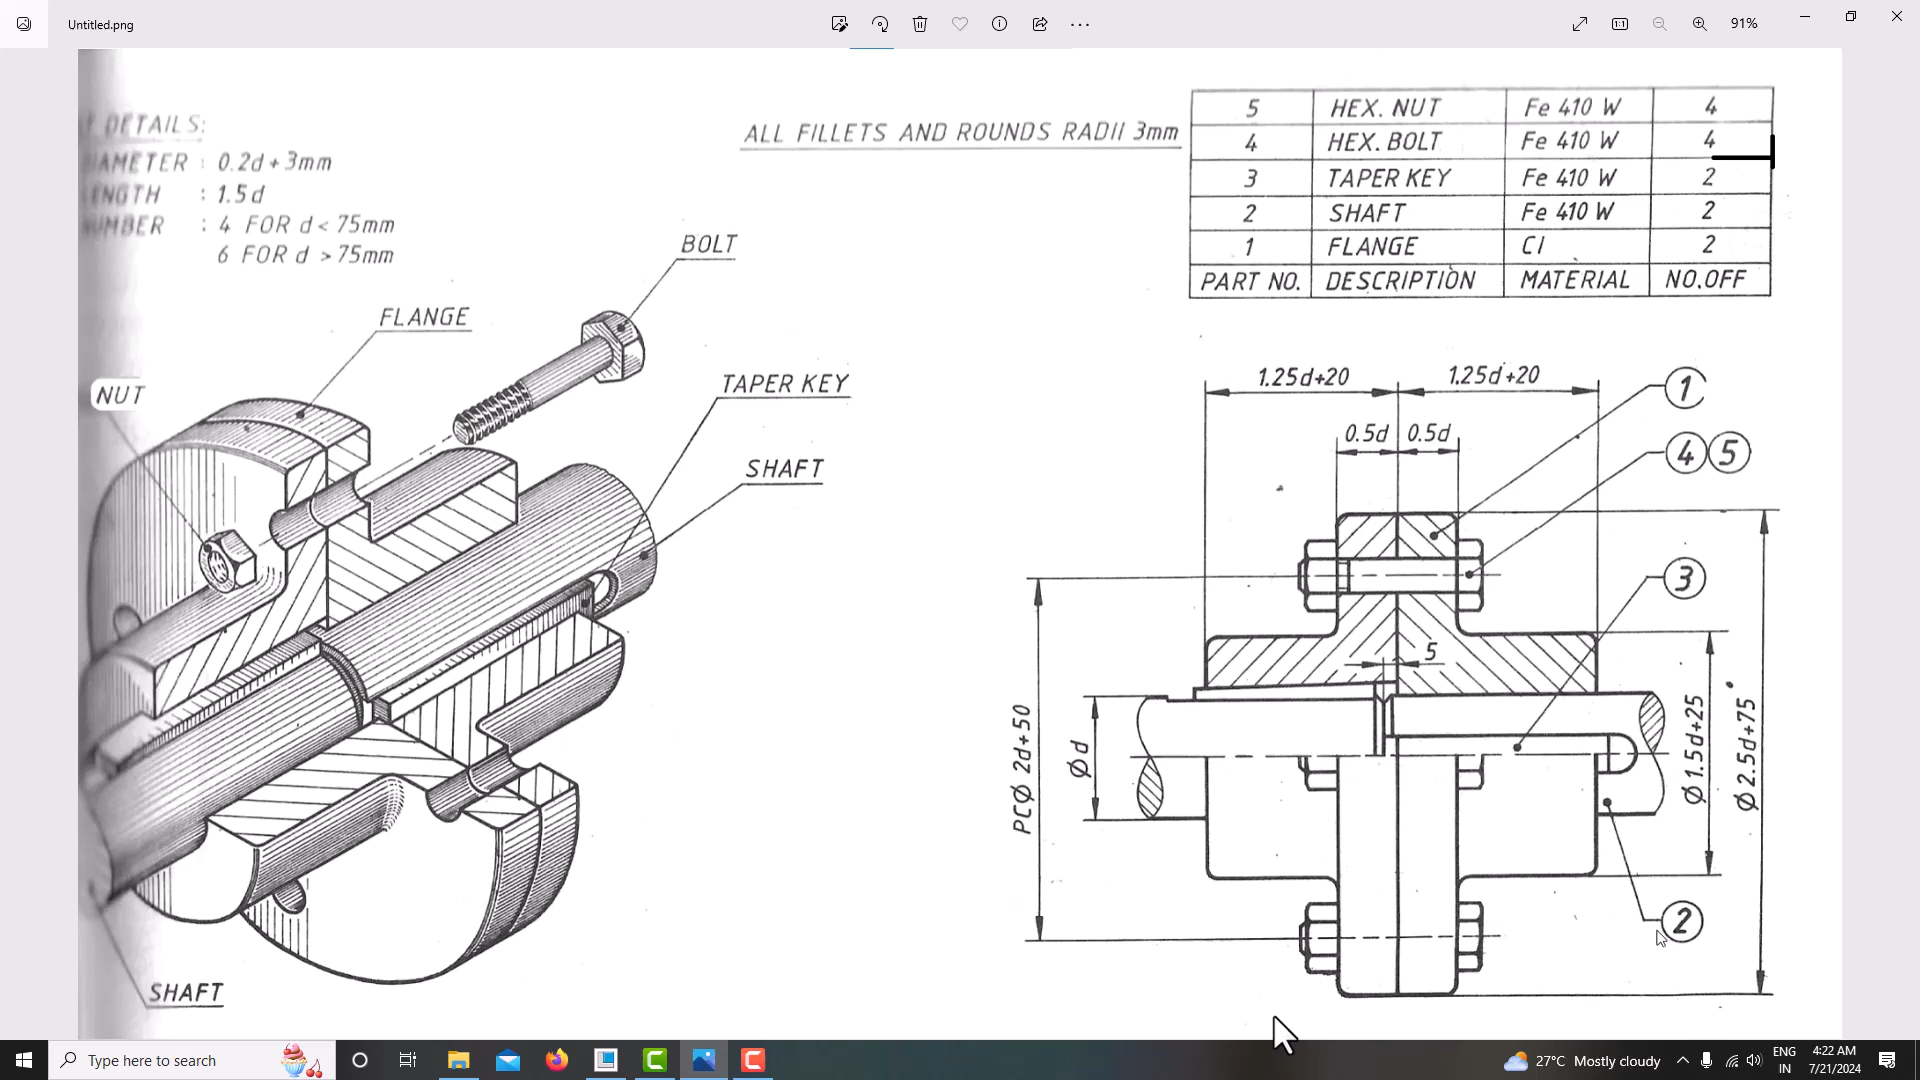 Untitled.png
91%
DETAILS:
DIAMETER : 0.2d + 3mm
LENGTH : 1.5d
NUMBER : 4 FOR d < 75mm
6 FOR d > 75mm
ALL FILLETS AND ROUNDS RADII 3mm
5 HEX. NUT Fe 410 W 4
4 HEX. BOLT Fe 410 W 4
3 TAPER KEY Fe 410 W 2
2 SHAFT Fe 410 W 2
1 FLANGE CI 2
PART NO. DESCRIPTION MATERIAL NO.OFF
BOLT
FLANGE
NUT
TAPER KEY
SHAFT
SHAFT
1.25d+20 1.25d+20
0.5d 0.5d
1
4 5
3
5
PCØ 2d+50
Ød
Ø1.5d+25
Ø2.5d+75
2
Type here to search
27°C Mostly cloudy
ENG
IN
4:22 AM
7/21/2024